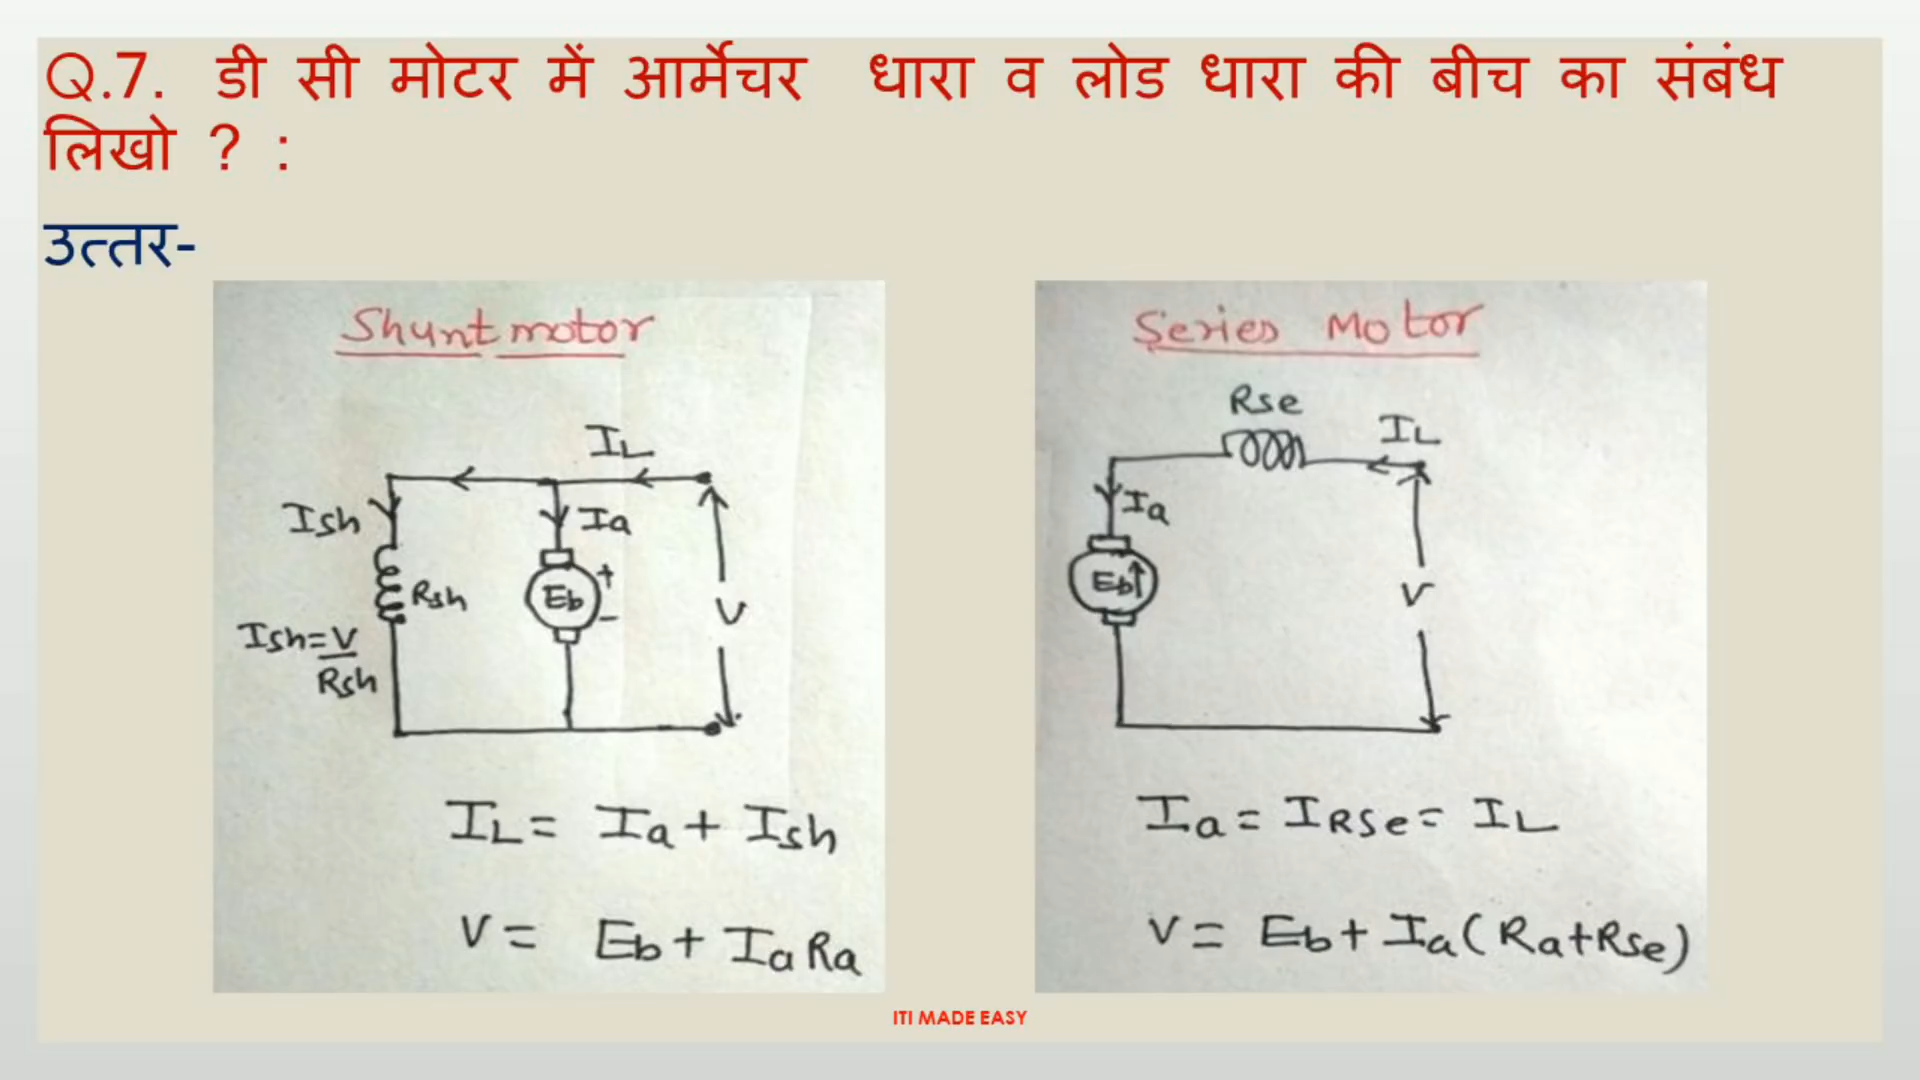 Q.7. डी सी मोटर में आर्मेचर धारा व लोड धारा की बीच का संबंध
लिखो ? :
उत्तर-
Shunt motor
IL
Ish
Ia
Rsh
Eb
+
-
V
Ish=V
Rsh
IL= Ia+ Ish
V= Eb+ IaRa
Series Motor
Rse
IL
Ia
Eb
V
Ia= IRse= IL
V= Eb+ Ia(Ra+Rse)
ITI MADE EASY